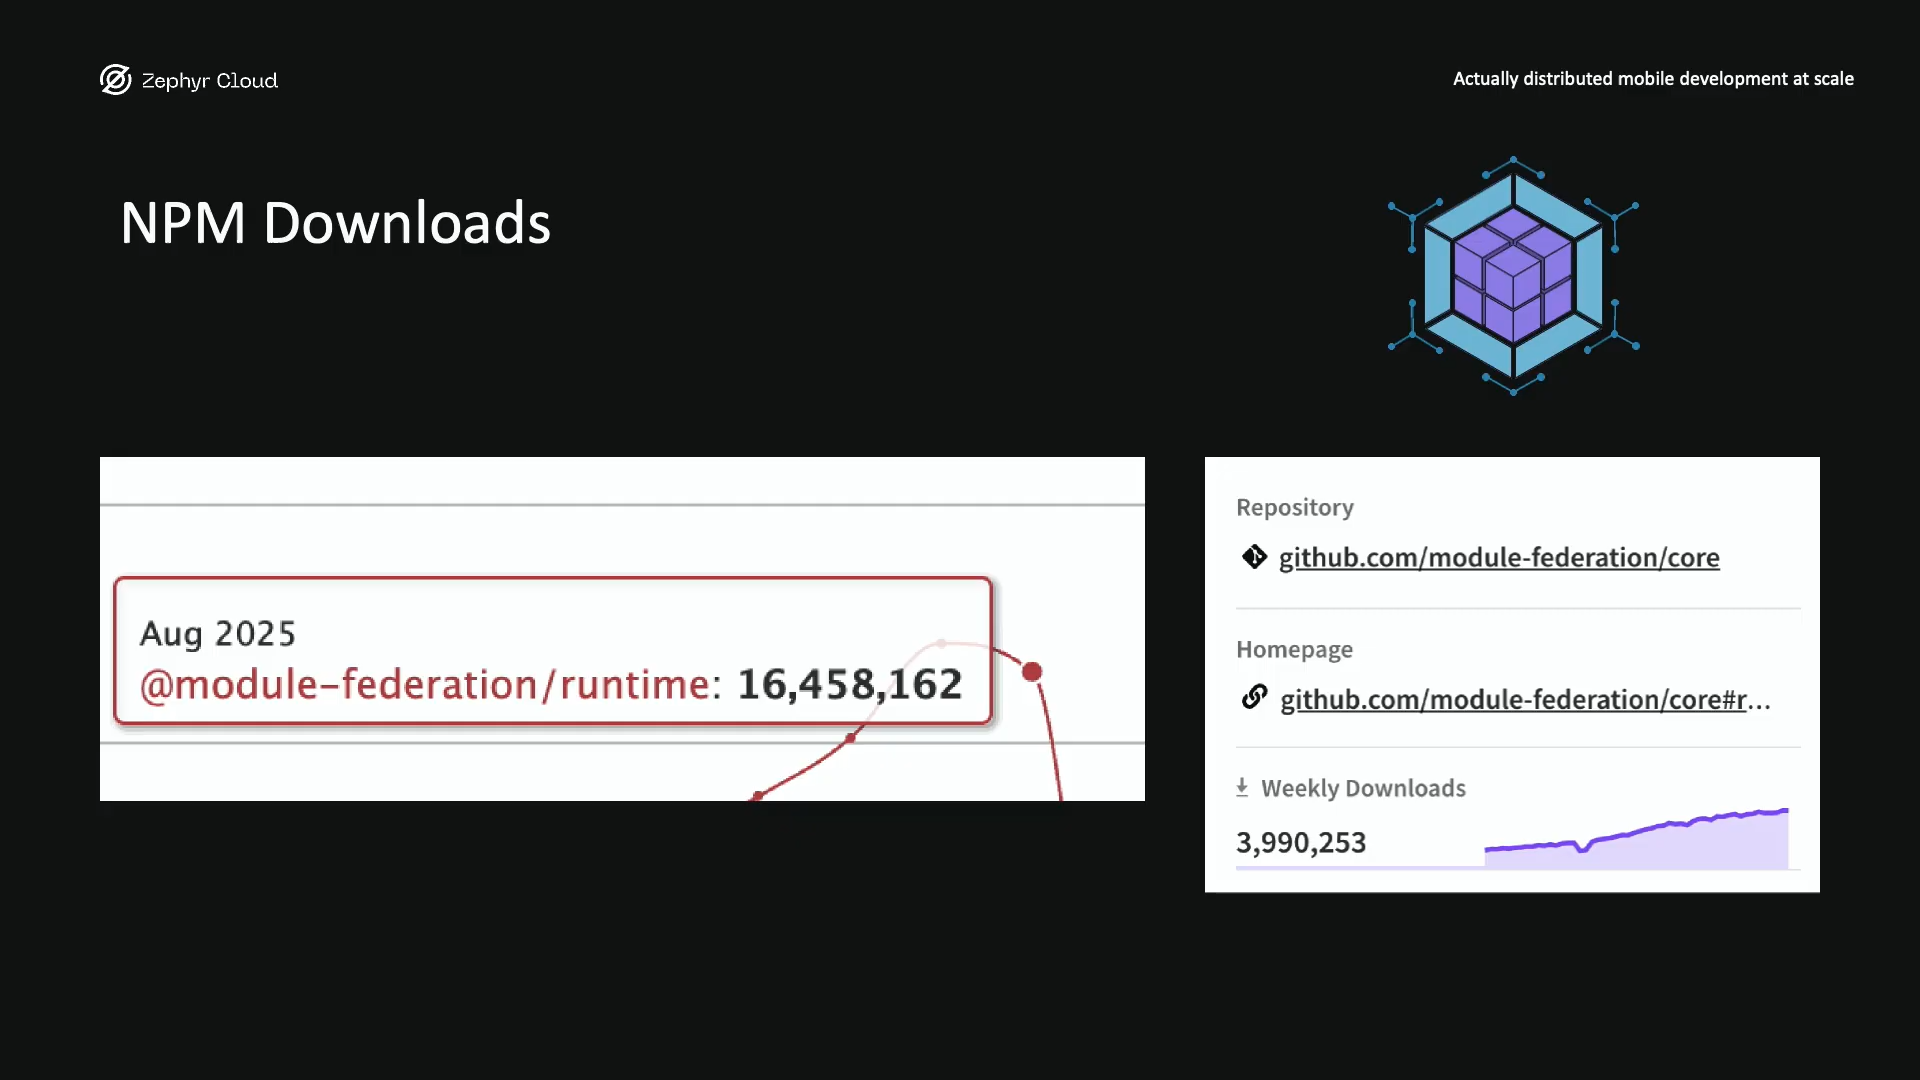 Zephyr Cloud
Actually distributed mobile development at scale
NPM Downloads
Aug 2025
@module-federation/runtime: 16,458,162
Repository
github.com/module-federation/core
Homepage
github.com/module-federation/core#r...
Weekly Downloads
3,990,253